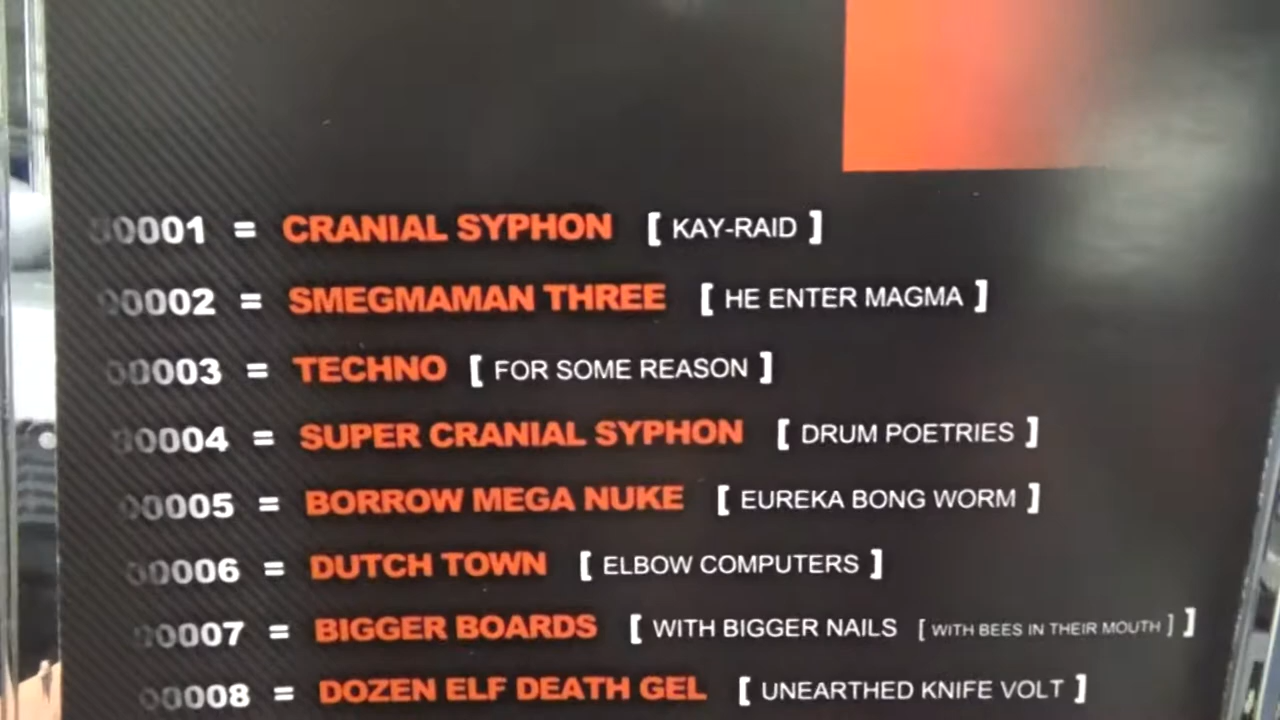 00001 = CRANIAL SYPHON [ KAY-RAID ]
00002 = SMEGMAMAN THREE [ HE ENTER MAGMA ]
00003 = TECHNO [ FOR SOME REASON ]
00004 = SUPER CRANIAL SYPHON [ DRUM POETRIES ]
00005 = BORROW MEGA NUKE [ EUREKA BONG WORM ]
00006 = DUTCH TOWN [ ELBOW COMPUTERS ]
00007 = BIGGER BOARDS [ WITH BIGGER NAILS [ WITH BEES IN THEIR MOUTH ] ]
00008 = DOZEN ELF DEATH GEL [ UNEARTHED KNIFE VOLT ]